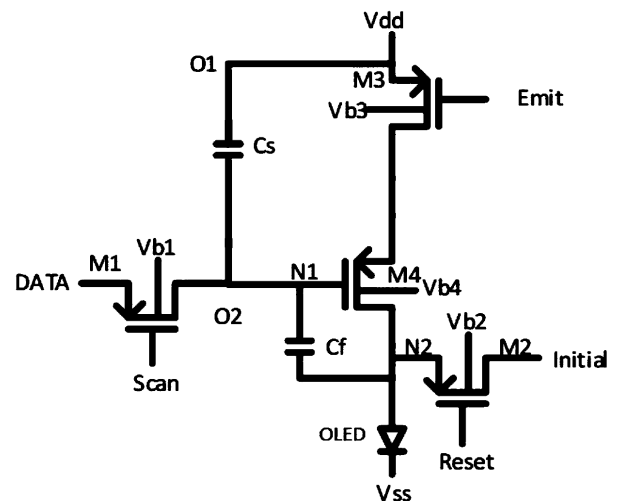 Vdd
O1
M3
Vb3
Emit
Cs
Vb1
M1
DATA
N1
M4
Vb4
O2
Vb2
Cf
N2
M2
Initial
Scan
OLED
Reset
Vss